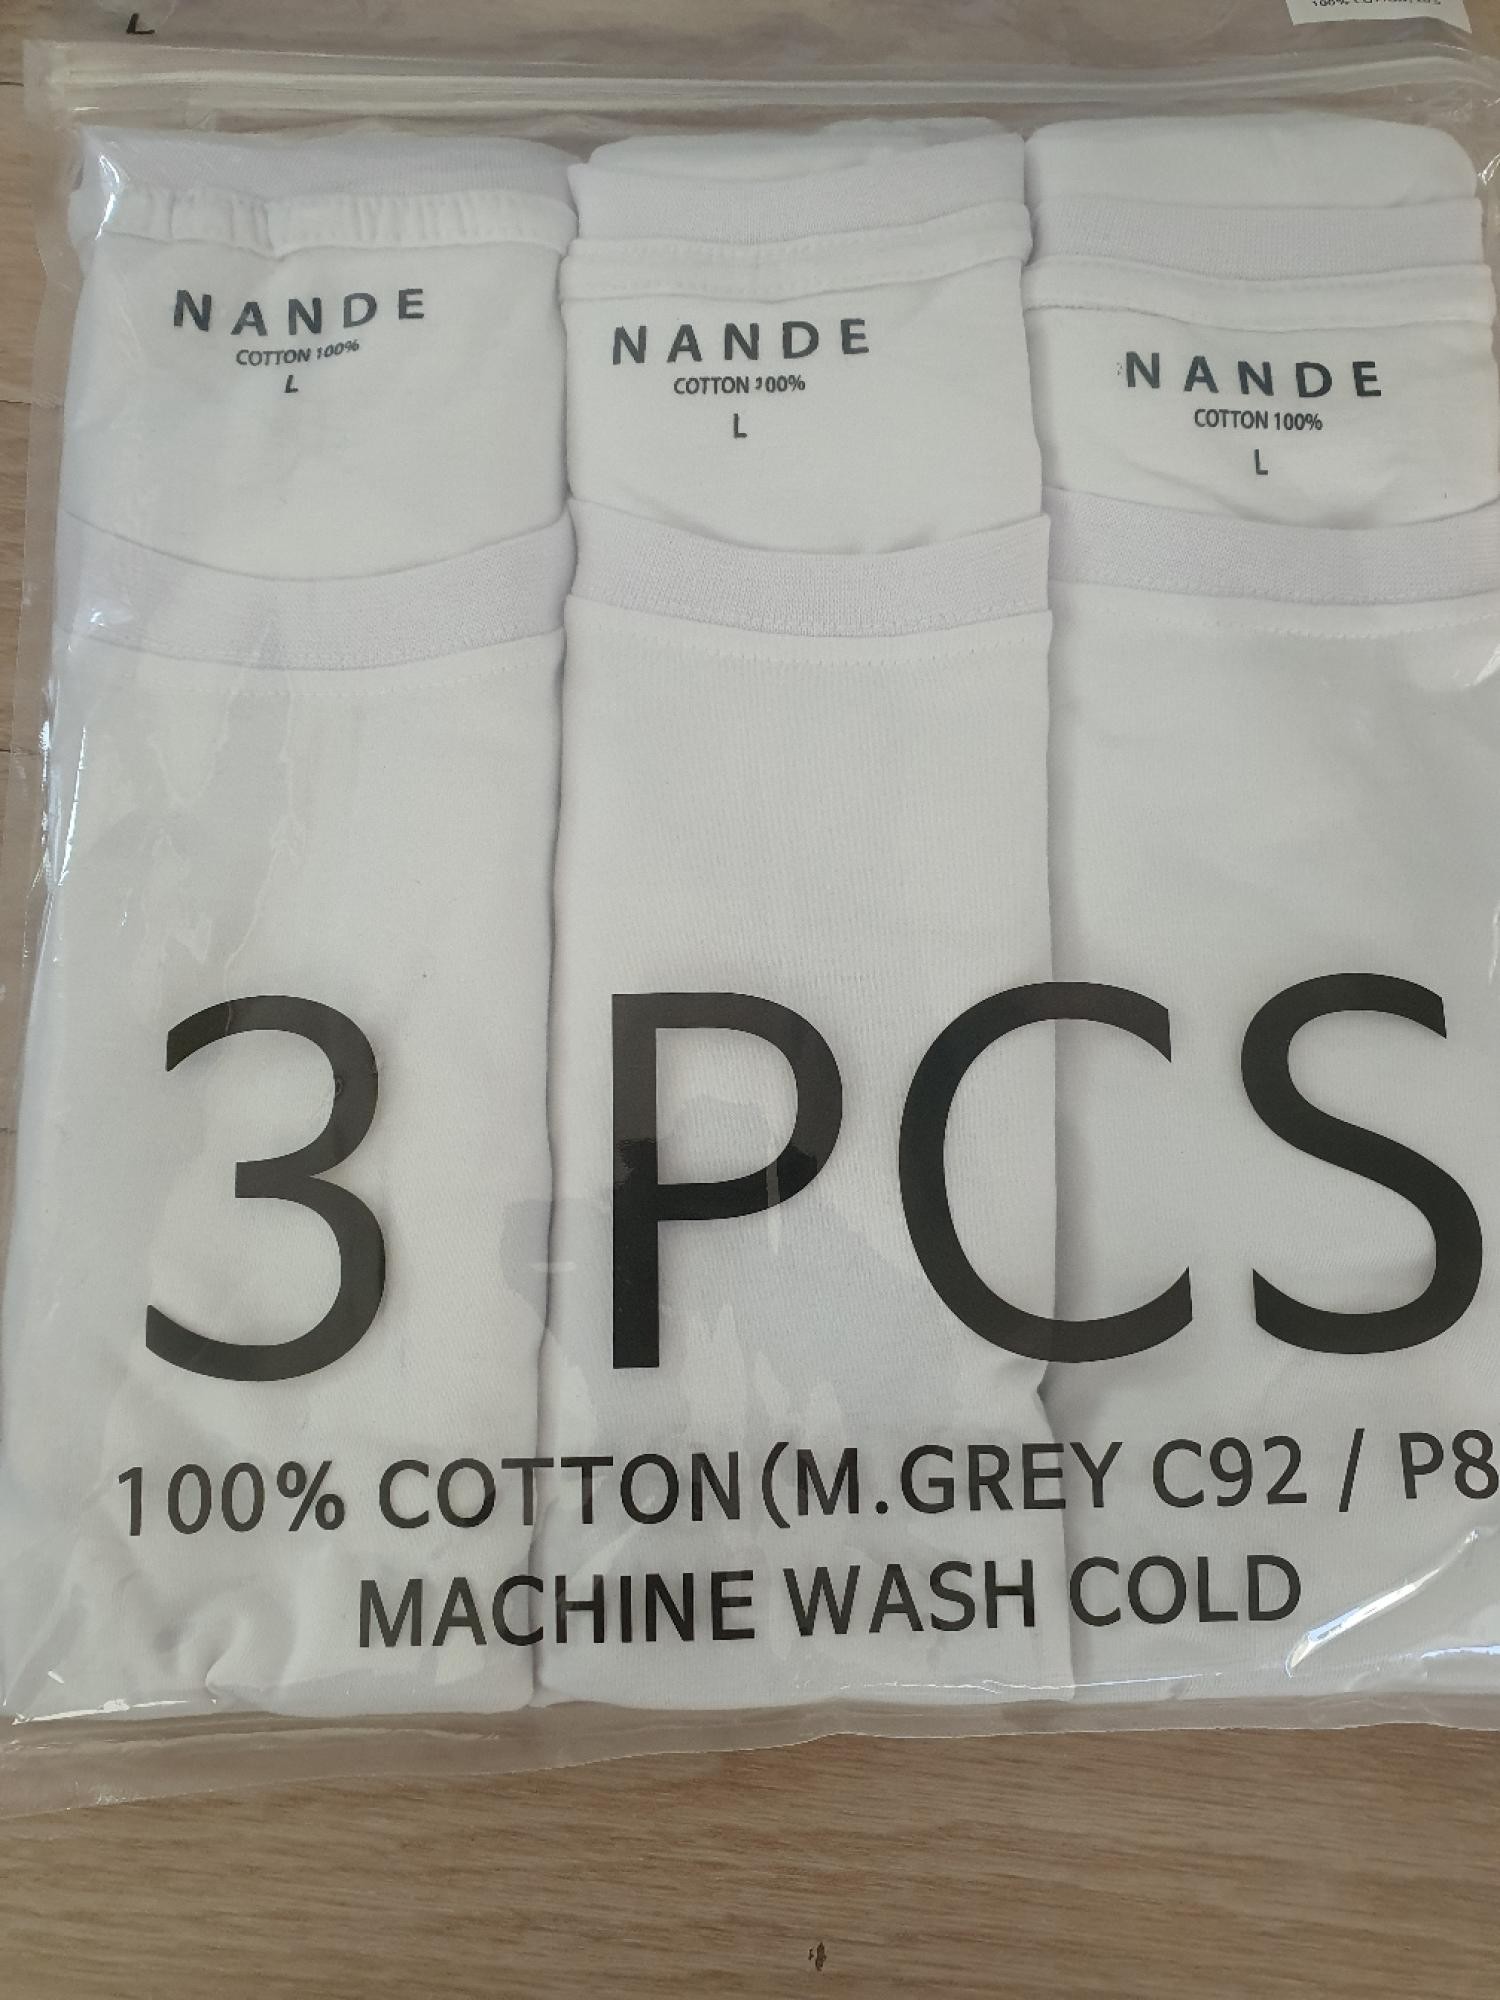 L
NANDE
COTTON 100%
L
NANDE
COTTON 100%
L
NANDE
COTTON 100%
L
3 PCS
100% COTTON(M.GREY C92 / P8
MACHINE WASH COLD